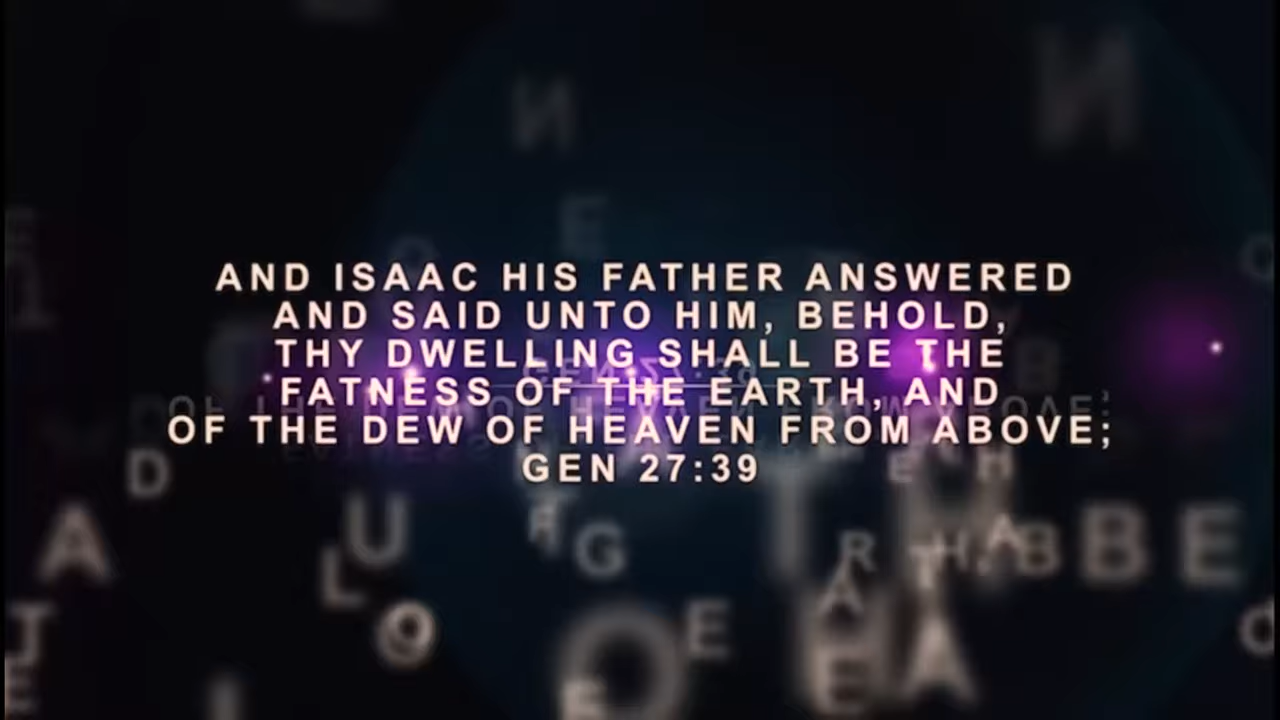 AND ISAAC HIS FATHER ANSWERED
AND SAID UNTO HIM, BEHOLD,
THY DWELLING SHALL BE THE
FATNESS OF THE EARTH, AND
OF THE DEW OF HEAVEN FROM ABOVE;
GEN 27:39